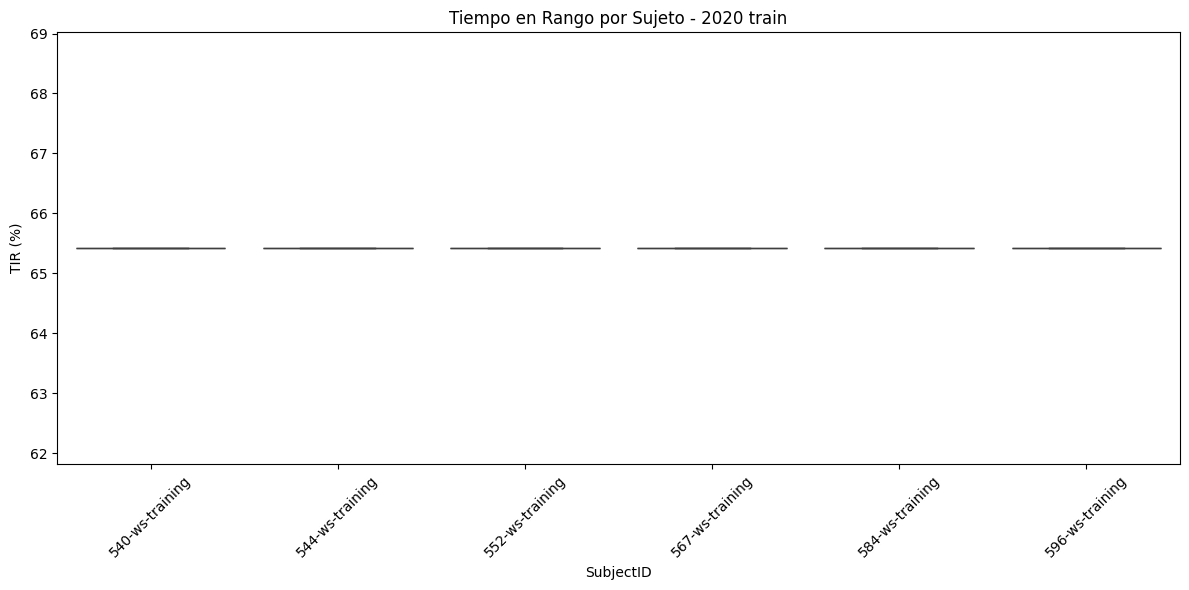 Tiempo en Rango por Sujeto - 2020 train
TIR (%)
69
68
67
66
65
64
63
62
540-ws-training
544-ws-training
552-ws-training
567-ws-training
584-ws-training
596-ws-training
SubjectID